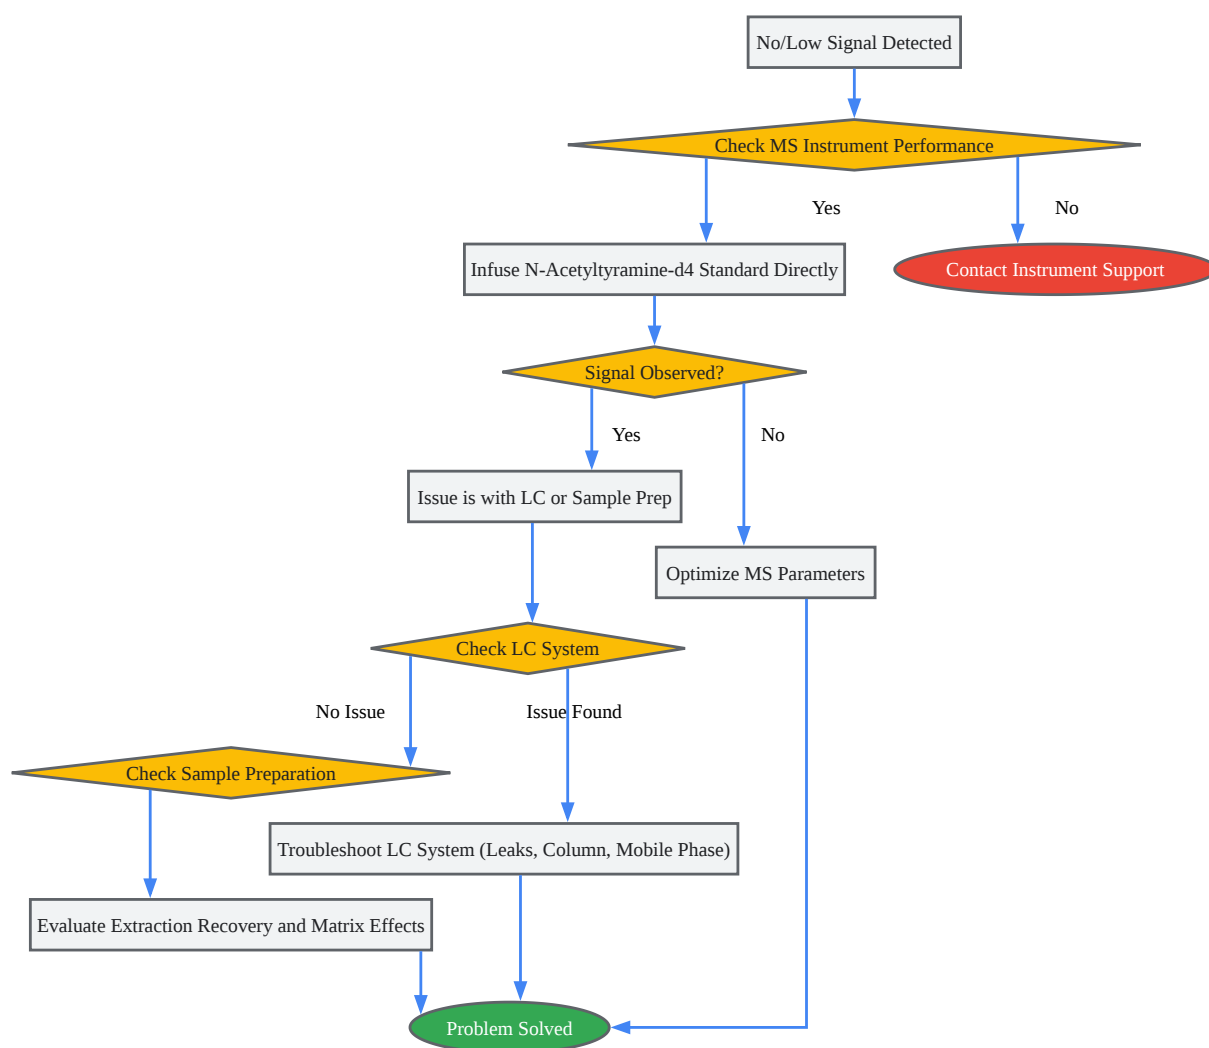 No/Low Signal Detected
Check MS Instrument Performance
Yes
No
Infuse N-Acetyltyramine-d4 Standard Directly
Contact Instrument Support
Signal Observed?
Yes
No
Issue is with LC or Sample Prep
Optimize MS Parameters
Check LC System
No Issue
Issue Found
Check Sample Preparation
Troubleshoot LC System (Leaks, Column, Mobile Phase)
Evaluate Extraction Recovery and Matrix Effects
Problem Solved